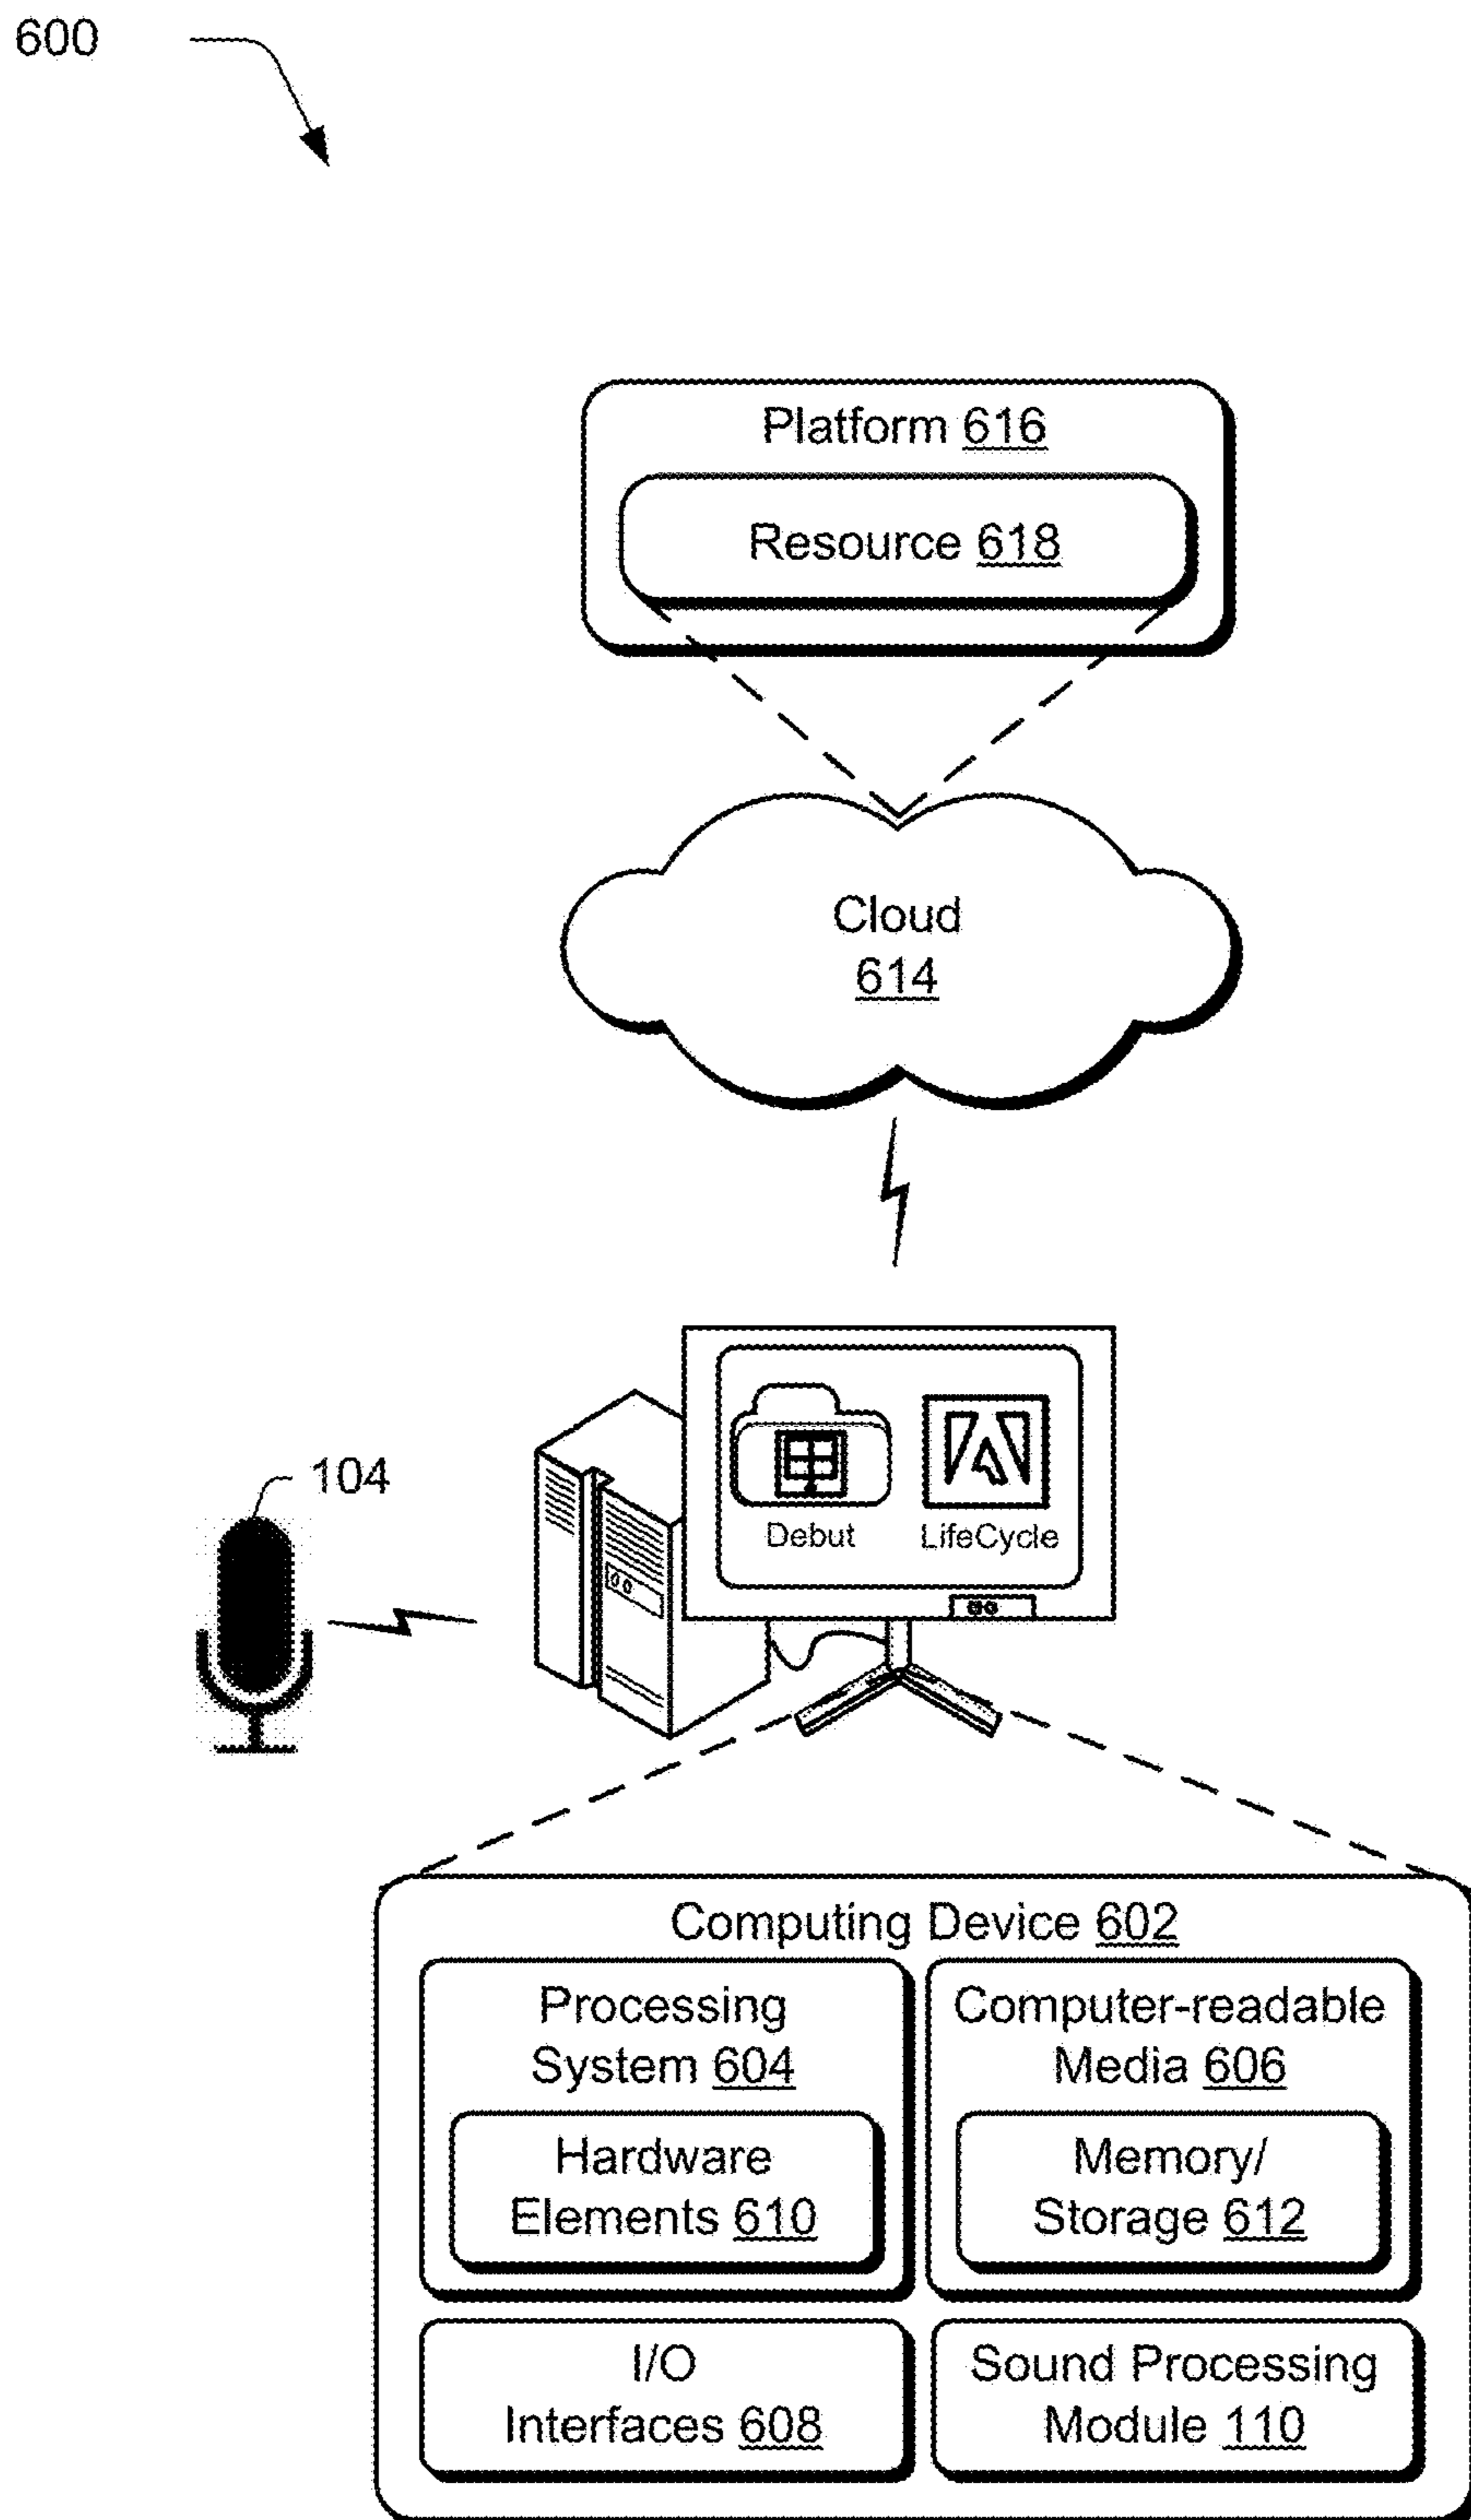 600
Platform 616
Resource 618
Cloud
614
Debut
LifeCycle
104
Computing Device 602
Processing
System 604
Hardware
Elements 610
Computer-readable
Media 606
Memory/
Storage 612
I/O
Interfaces 608
Sound Processing
Module 110